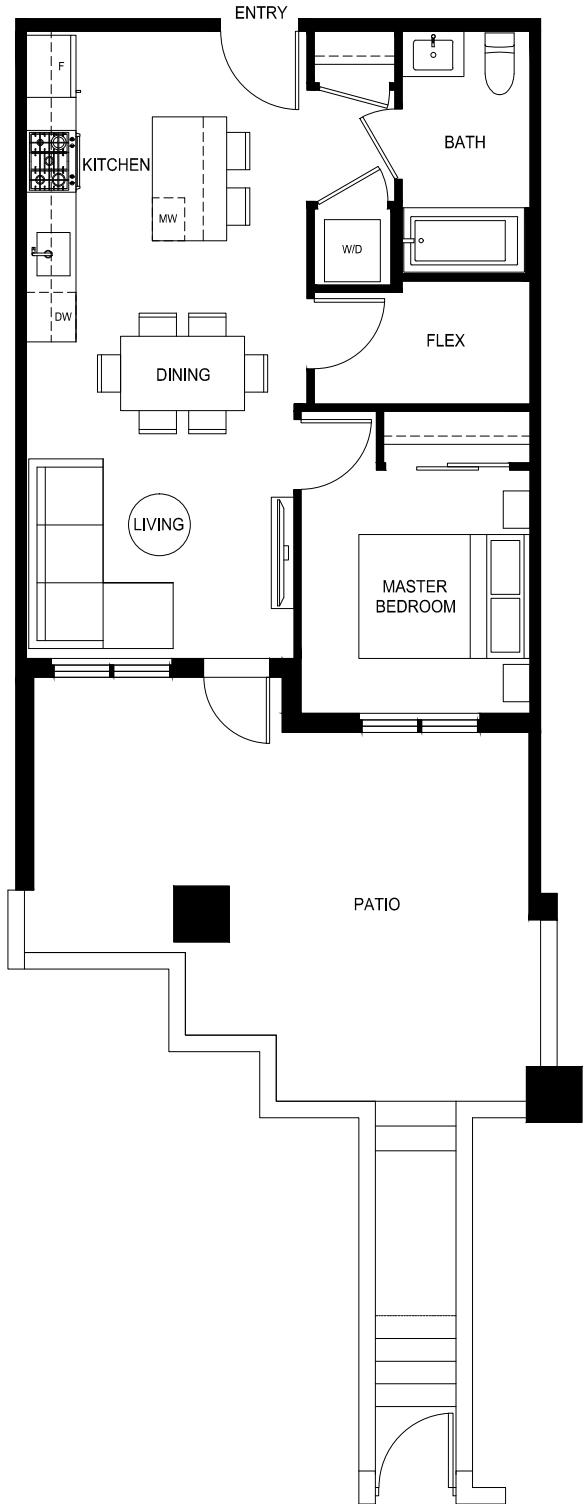 ENTRY
F
KITCHEN
BATH
MW
W/D
DW
FLEX
DINING
LIVING
MASTER
BEDROOM
PATIO